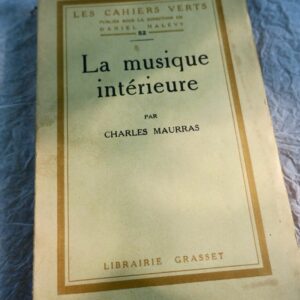 LES CAHIERS VERTS
PUBLIÉS SOUS LA DIRECTION DE
DANIEL HALÉVY
52
La musique
intérieure
PAR
CHARLES MAURRAS
LIBRAIRIE GRASSET